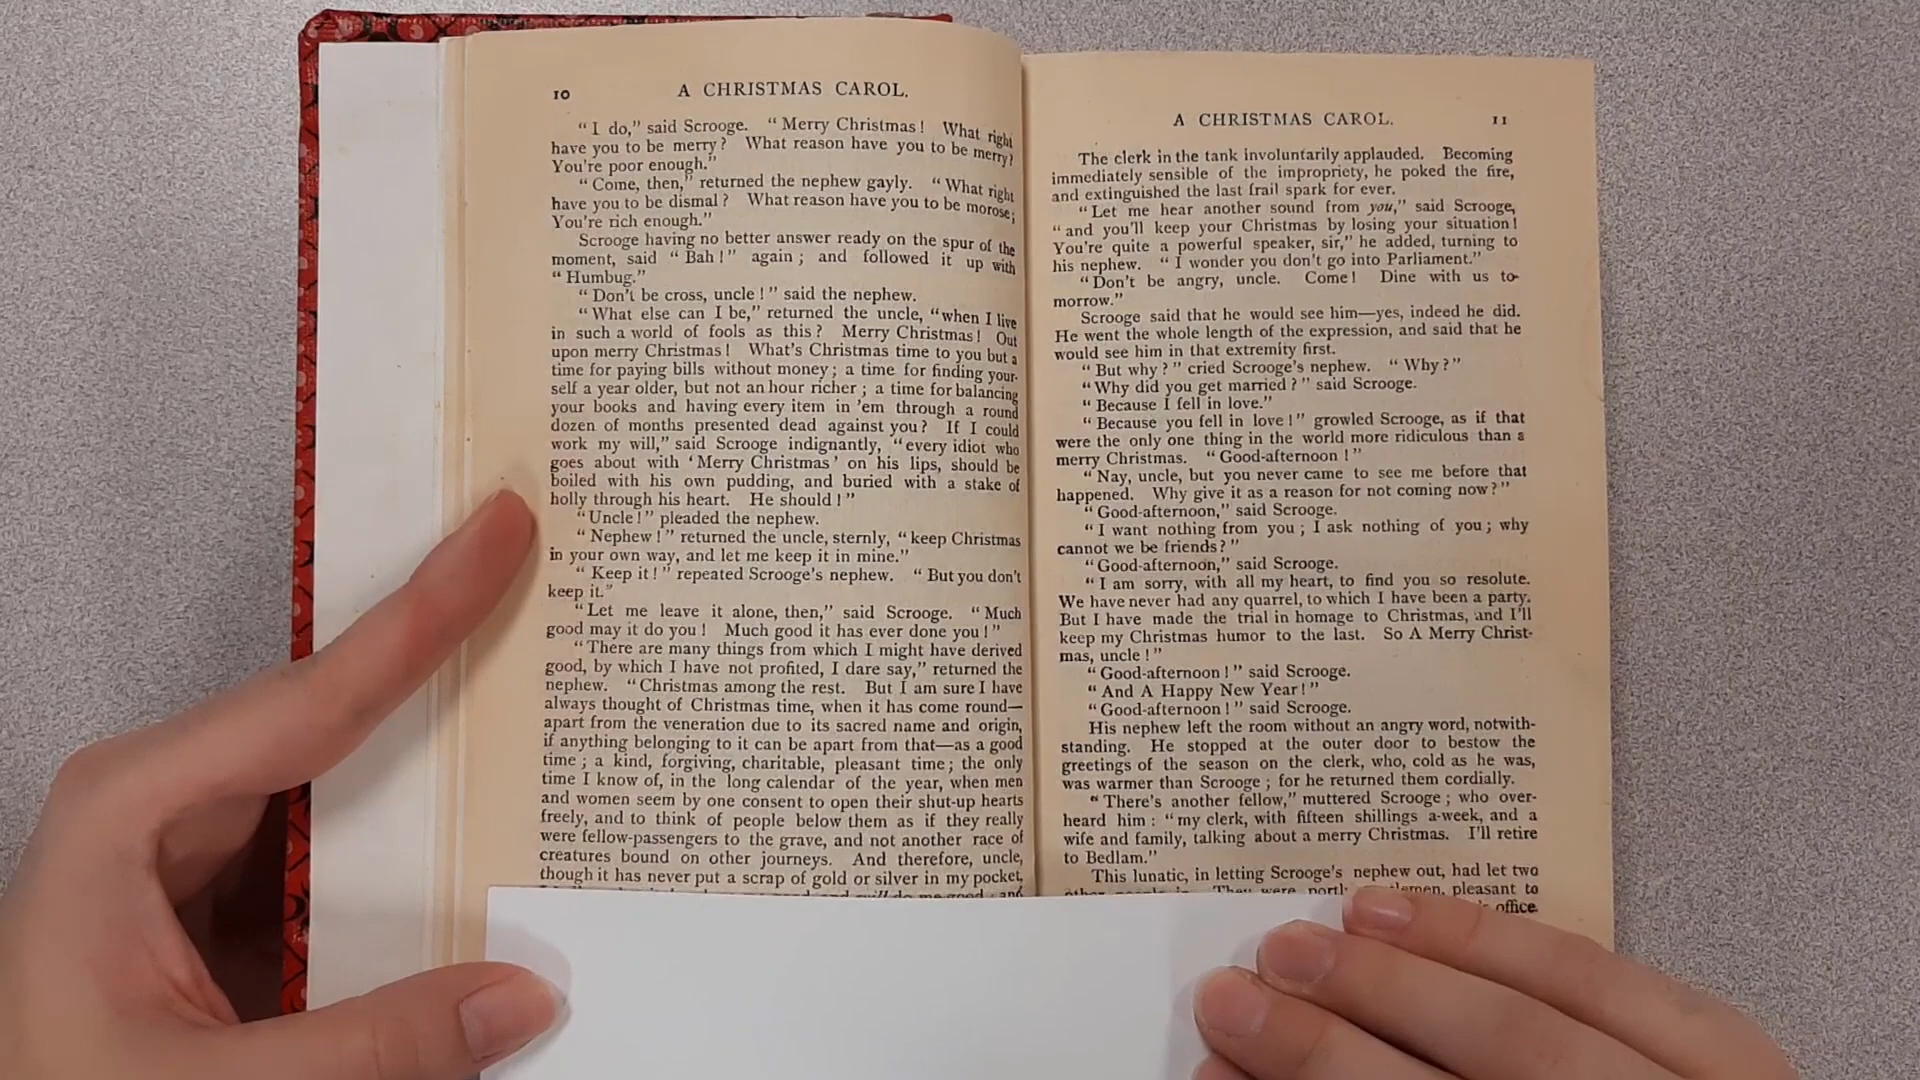 10
A CHRISTMAS CAROL.
“I do,” said Scrooge. “Merry Christmas! What right
have you to be merry? What reason have you to be merry?
You're poor enough.”
“Come, then,” returned the nephew gayly. “What right
have you to be dismal? What reason have you to be morose;
You're rich enough.”
Scrooge having no better answer ready on the spur of the
moment, said “Bah!” again; and followed it up with
“Humbug.”
“Don't be cross, uncle!” said the nephew.
“What else can I be,” returned the uncle, “when I live
in such a world of fools as this? Merry Christmas! Out
upon merry Christmas! What's Christmas time to you but a
time for paying bills without money; a time for finding your-
self a year older, but not an hour richer; a time for balancing
your books and having every item in 'em through a round
dozen of months presented dead against you? If I could
work my will,” said Scrooge indignantly, “every idiot who
goes about with ‘Merry Christmas’ on his lips, should be
boiled with his own pudding, and buried with a stake of
holly through his heart. He should!”
“Uncle!” pleaded the nephew.
“Nephew!” returned the uncle, sternly, “keep Christmas
in your own way, and let me keep it in mine.”
“Keep it!” repeated Scrooge's nephew. “But you don't
keep it.”
“Let me leave it alone, then,” said Scrooge. “Much
good may it do you! Much good it has ever done you!”
“There are many things from which I might have derived
good, by which I have not profited, I dare say,” returned the
nephew. “Christmas among the rest. But I am sure I have
always thought of Christmas time, when it has come round—
apart from the veneration due to its sacred name and origin,
if anything belonging to it can be apart from that—as a good
time; a kind, forgiving, charitable, pleasant time; the only
time I know of, in the long calendar of the year, when men
and women seem by one consent to open their shut-up hearts
freely, and to think of people below them as if they really
were fellow-passengers to the grave, and not another race of
creatures bound on other journeys. And therefore, uncle,
though it has never put a scrap of gold or silver in my pocket,
good and will do me good; and
A CHRISTMAS CAROL.
11
The clerk in the tank involuntarily applauded. Becoming
immediately sensible of the impropriety, he poked the fire,
and extinguished the last frail spark for ever.
“Let me hear another sound from you,” said Scrooge,
“and you'll keep your Christmas by losing your situation!
You're quite a powerful speaker, sir,” he added, turning to
his nephew. “I wonder you don't go into Parliament.”
“Don't be angry, uncle. Come! Dine with us to-
morrow.”
Scrooge said that he would see him—yes, indeed he did.
He went the whole length of the expression, and said that he
would see him in that extremity first.
“But why?” cried Scrooge's nephew. “Why?”
“Why did you get married?” said Scrooge.
“Because I fell in love.”
“Because you fell in love!” growled Scrooge, as if that
were the only one thing in the world more ridiculous than a
merry Christmas. “Good-afternoon!”
“Nay, uncle, but you never came to see me before that
happened. Why give it as a reason for not coming now?”
“Good-afternoon,” said Scrooge.
“I want nothing from you; I ask nothing of you; why
cannot we be friends?”
“Good-afternoon,” said Scrooge.
“I am sorry, with all my heart, to find you so resolute.
We have never had any quarrel, to which I have been a party.
But I have made the trial in homage to Christmas, and I'll
keep my Christmas humor to the last. So A Merry Christ-
mas, uncle!”
“Good-afternoon!” said Scrooge.
“And A Happy New Year!”
“Good-afternoon!” said Scrooge.
His nephew left the room without an angry word, notwith-
standing. He stopped at the outer door to bestow the
greetings of the season on the clerk, who, cold as he was,
was warmer than Scrooge; for he returned them cordially.
“There's another fellow,” muttered Scrooge; who over-
heard him: “my clerk, with fifteen shillings a-week, and a
wife and family, talking about a merry Christmas. I'll retire
to Bedlam.”
This lunatic, in letting Scrooge's nephew out, had let two
other people in. They were pleasant to
office.